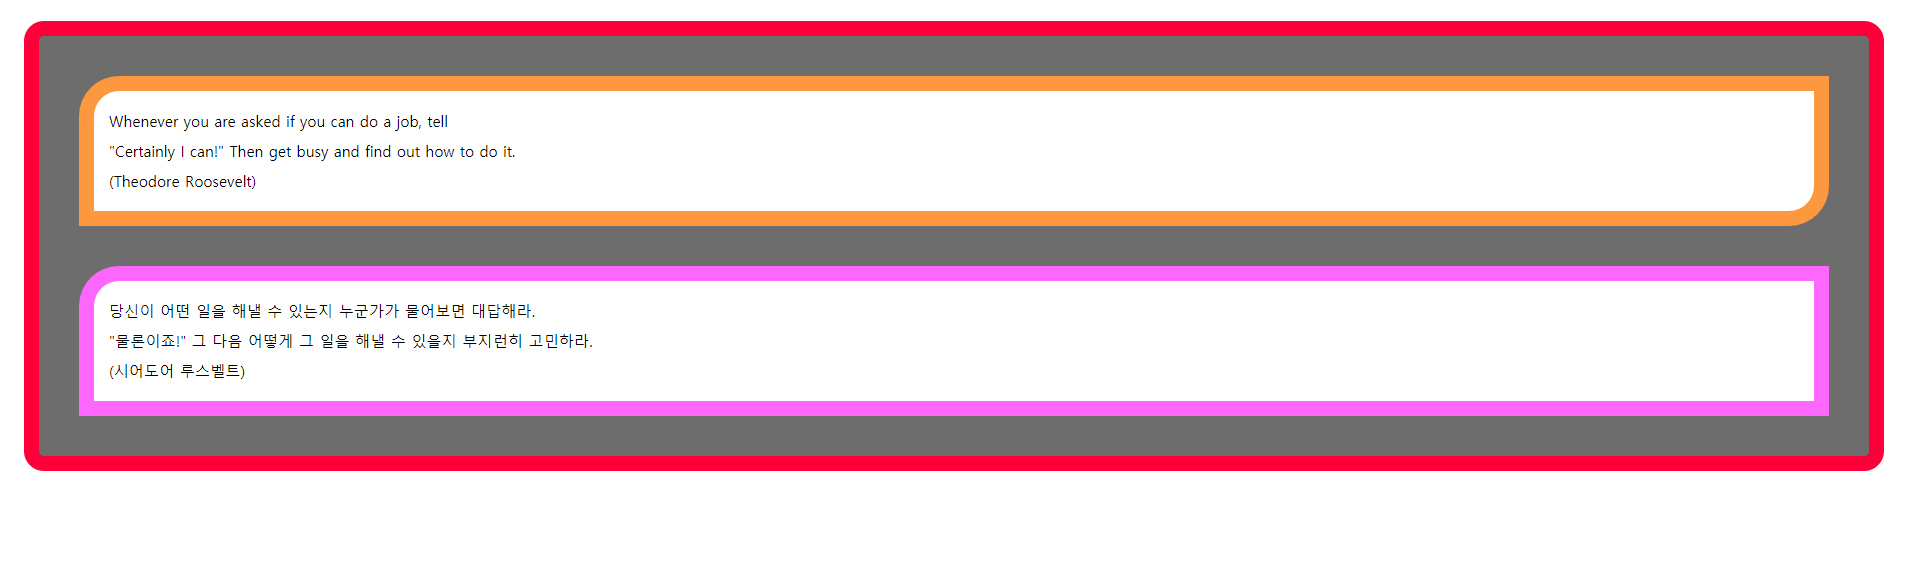 Whenever you are asked if you can do a job, tell
"Certainly I can!" Then get busy and find out how to do it.
(Theodore Roosevelt)
당신이 어떤 일을 해낼 수 있는지 누군가가 물어보면 대답해라.
"물론이죠!" 그 다음 어떻게 그 일을 해낼 수 있을지 부지런히 고민하라.
(시어도어 루스벨트)